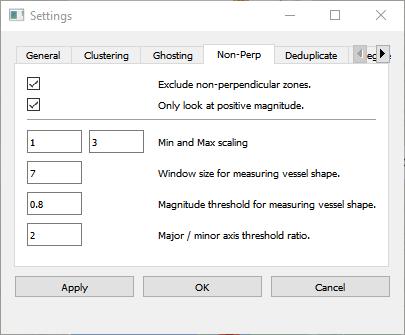 Settings
General Clustering Ghosting Non-Perp Deduplicate
Exclude non-perpendicular zones.
Only look at positive magnitude.
1 3 Min and Max scaling
7 Window size for measuring vessel shape.
0.8 Magnitude threshold for measuring vessel shape.
2 Major / minor axis threshold ratio.
Apply OK Cancel